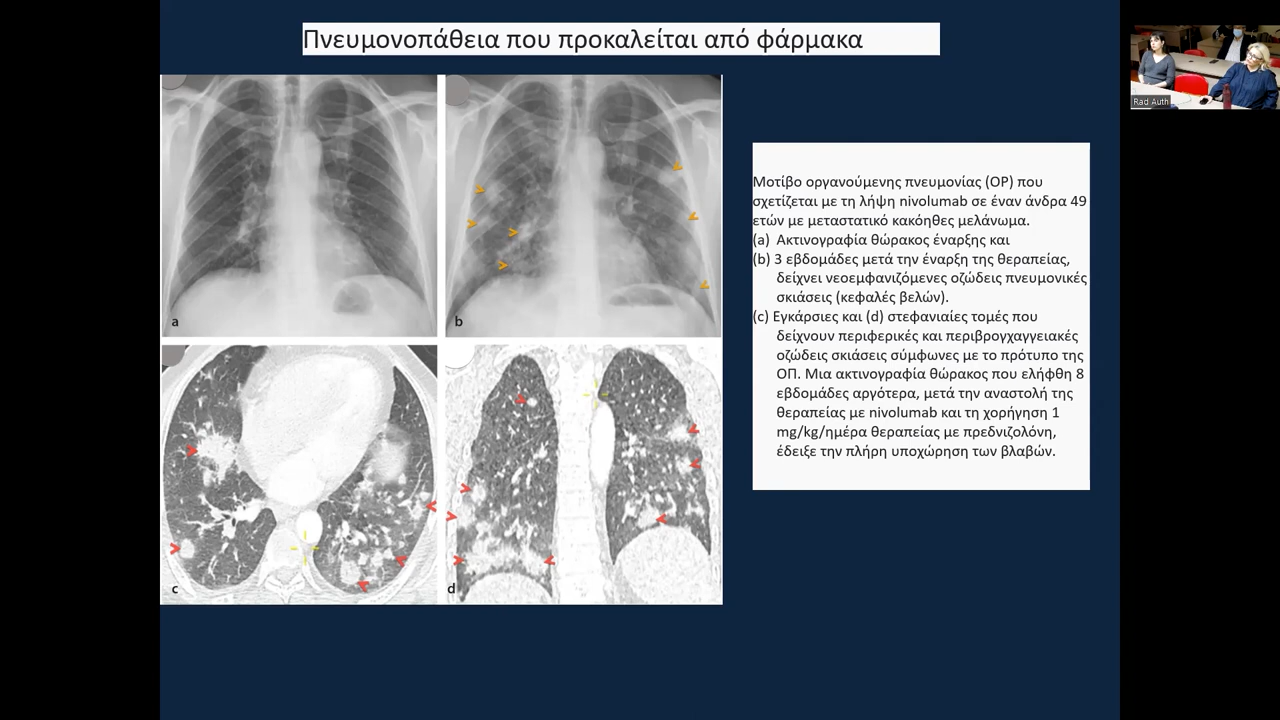 Πνευμονοπάθεια που προκαλείται από φάρμακα
Rad Auth
a
b
c
d
Μοτίβο οργανούμενης πνευμονίας (OP) που
σχετίζεται με τη λήψη nivolumab σε έναν άνδρα 49
ετών με μεταστατικό κακόηθες μελάνωμα.
(a) Ακτινογραφία θώρακος έναρξης και
(b) 3 εβδομάδες μετά την έναρξη της θεραπείας,
δείχνει νεοεμφανιζόμενες οζώδεις πνευμονικές
σκιάσεις (κεφαλές βελών).
(c) Εγκάρσιες και (d) στεφανιαίες τομές που
δείχνουν περιφερικές και περιβρογχαγγειακές
οζώδεις σκιάσεις σύμφωνες με το πρότυπο της
ΟΠ. Μια ακτινογραφία θώρακος που ελήφθη 8
εβδομάδες αργότερα, μετά την αναστολή της
θεραπείας με nivolumab και τη χορήγηση 1
mg/kg/ημέρα θεραπείας με πρεδνιζολόνη,
έδειξε την πλήρη υποχώρηση των βλαβών.